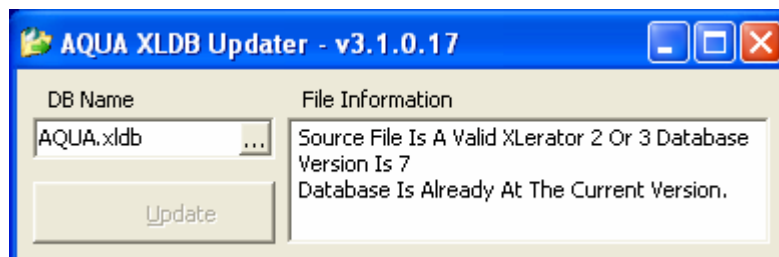 AQUA XLDB Updater - v3.1.0.17
DB Name
File Information
AQUA.xldb ...
Source File Is A Valid XLerator 2 Or 3 Database
Version Is 7
Database Is Already At The Current Version.
Update